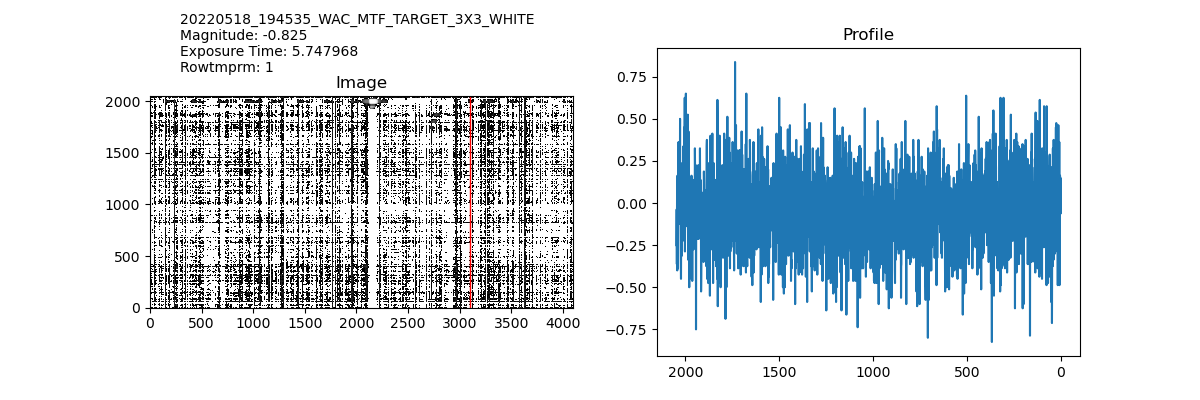 20220518_194535_WAC_MTF_TARGET_3X3_WHITE
Magnitude: -0.825
Exposure Time: 5.747968
Rowtmprm: 1
Image
2000
1500
1000
500
0
0 500 1000 1500 2000 2500 3000 3500 4000
Profile
0.75
0.50
0.25
0.00
−0.25
−0.50
−0.75
2000 1500 1000 500 0